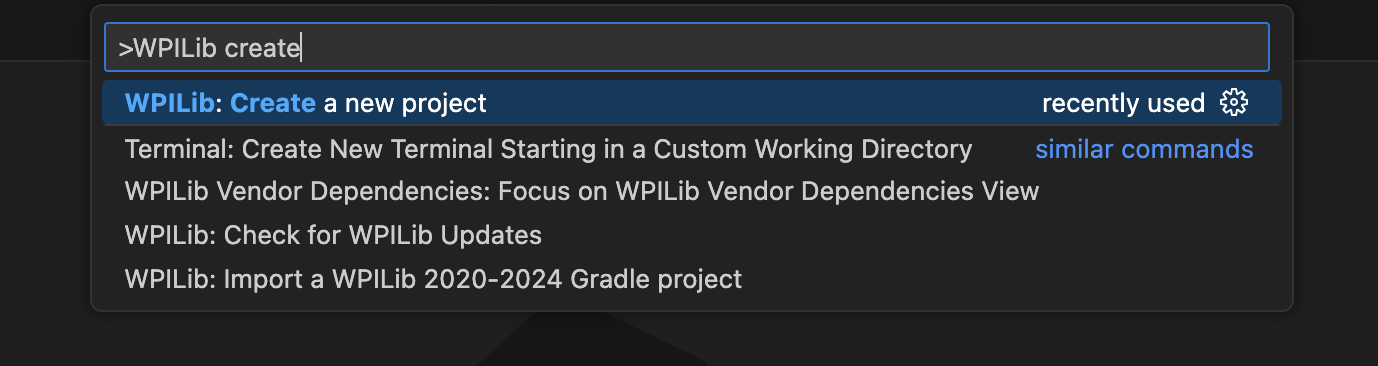 >WPILib create
WPILib: Create a new project recently used
Terminal: Create New Terminal Starting in a Custom Working Directory similar commands
WPILib Vendor Dependencies: Focus on WPILib Vendor Dependencies View
WPILib: Check for WPILib Updates
WPILib: Import a WPILib 2020-2024 Gradle project